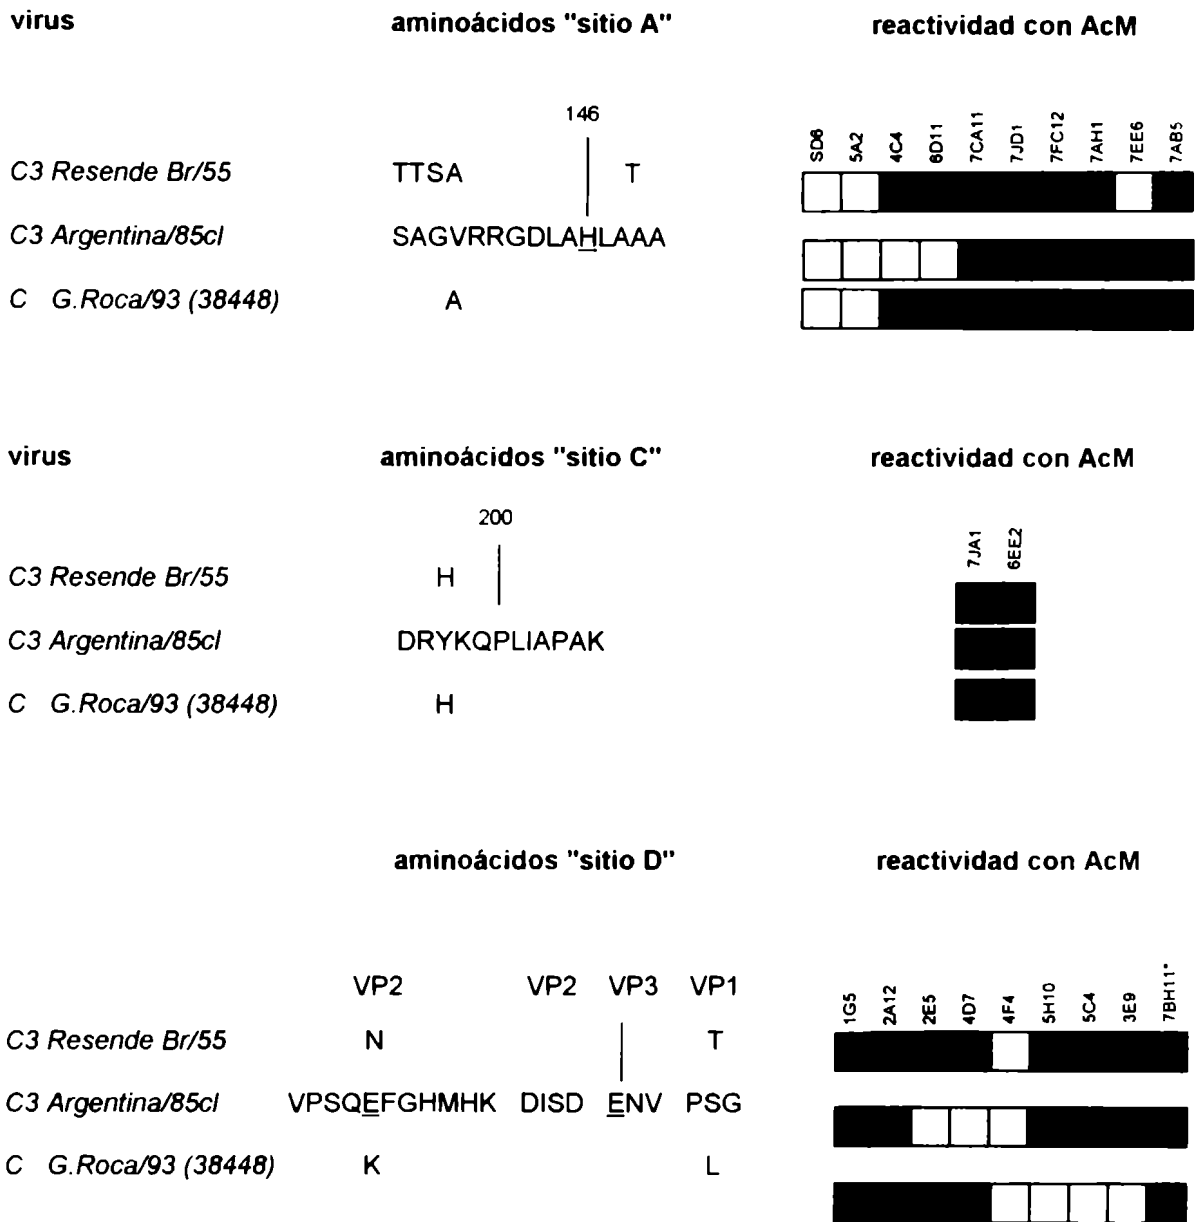 virus aminoácidos "sitio A" reactividad con AcM
146
SD6 5A2 4C4 6D11 7CA11 7JD1 7FC12 7AH1 7EE6 7AB5
C3 Resende Br/55 TTSA T
C3 Argentina/85cl SAGVRRGDLAHLAAA
C G.Roca/93 (38448) A
virus aminoácidos "sitio C" reactividad con AcM
200
7JA1 6EE2
C3 Resende Br/55 H
C3 Argentina/85cl DRYKQPLIAPAK
C G.Roca/93 (38448) H
aminoácidos "sitio D" reactividad con AcM
VP2 VP2 VP3 VP1
1G5 2A12 2E5 4D7 4F4 5H10 5C4 3E9 7BH11*
C3 Resende Br/55 N T
C3 Argentina/85cl VPSQEFGHMHK DISD ENV PSG
C G.Roca/93 (38448) K L